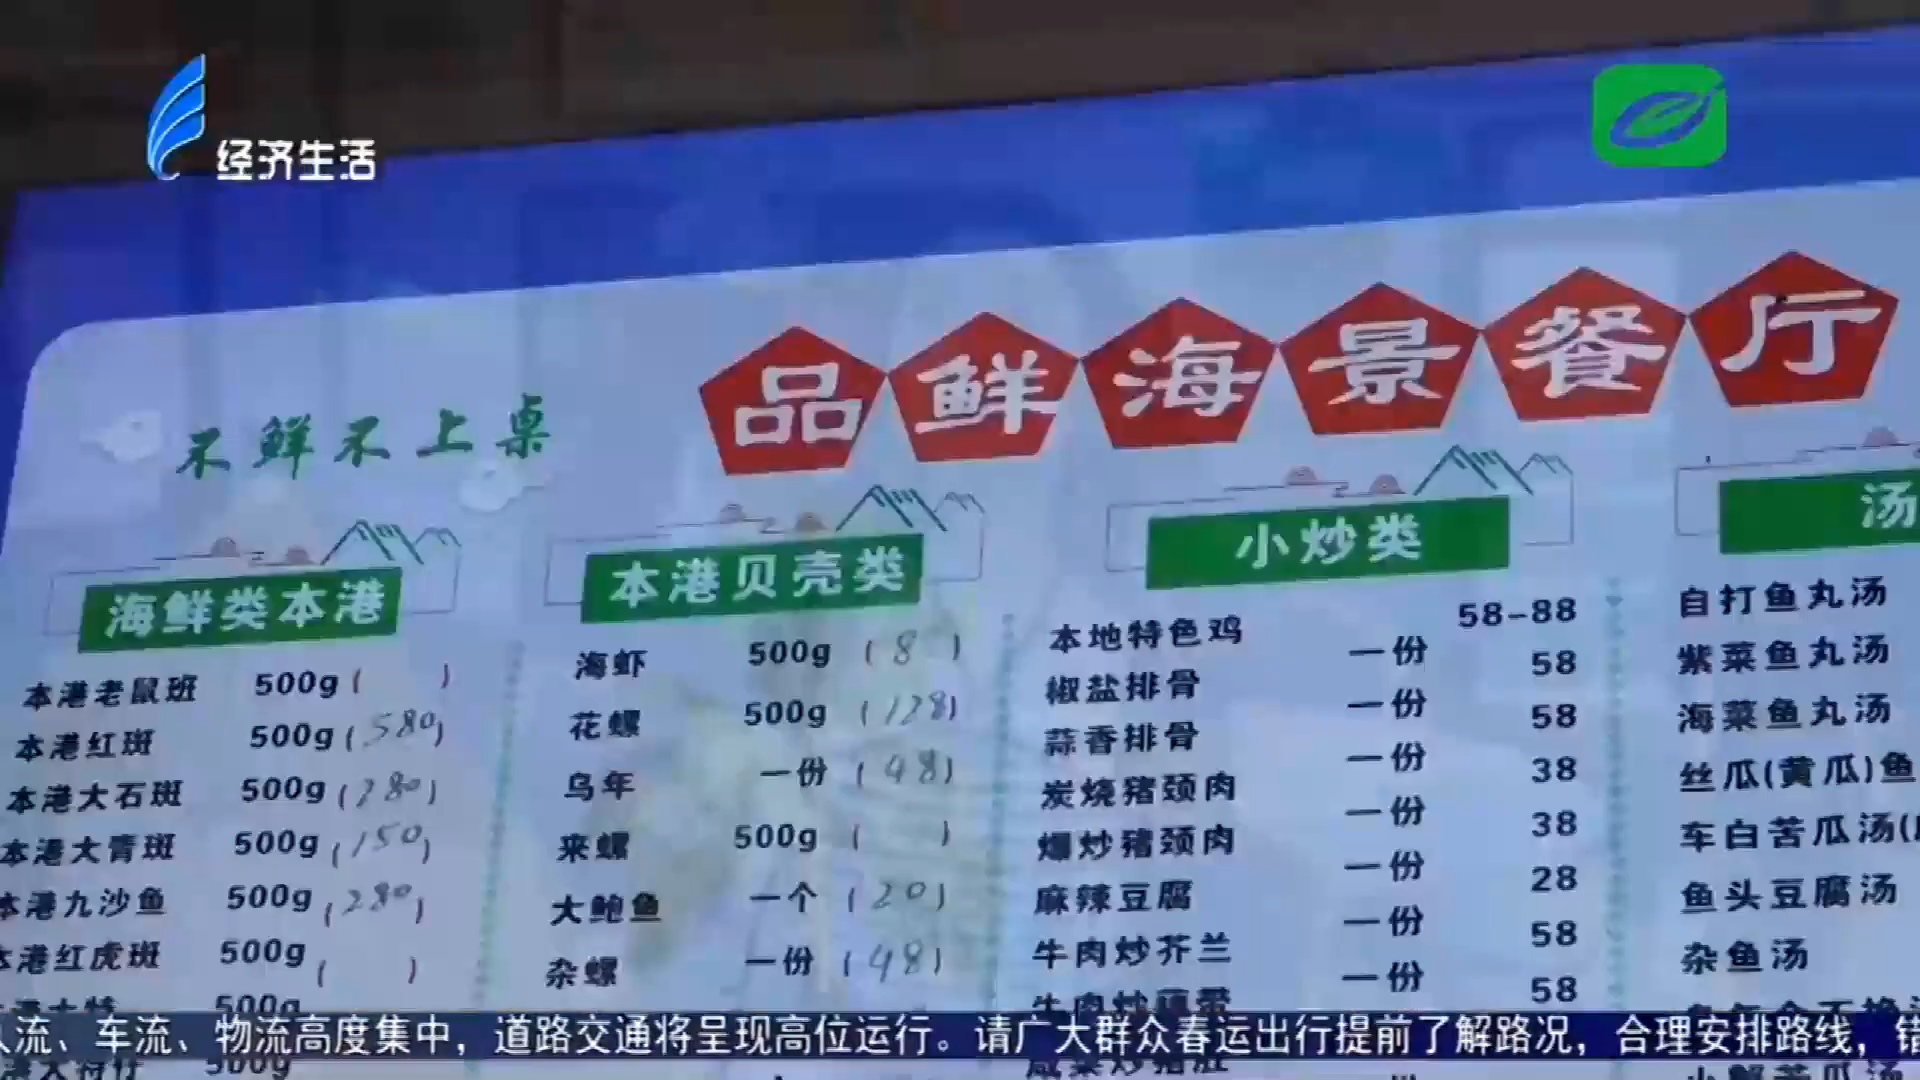 经济生活
品鲜海景餐厅
不鲜不上桌
海鲜类本港
本港老鼠班 500g ( )
本港红斑 500g (580)
本港大石斑 500g (280)
本港大青斑 500g (150)
本港九沙鱼 500g (280)
本港红虎斑 500g ( )
500g
500g
本港贝壳类
海虾 500g (8 )
花螺 500g (128)
乌年 一份 (48)
来螺 500g ( )
大鲍鱼 一个 (20)
杂螺 一份 (48)
小炒类
本地特色鸡 58-88
椒盐排骨 一份 58
蒜香排骨 一份 58
炭烧猪颈肉 一份 38
爆炒猪颈肉 一份 38
麻辣豆腐 一份 28
牛肉炒芥兰 一份 58
一份 58
汤
自打鱼丸汤
紫菜鱼丸汤
海菜鱼丸汤
丝瓜(黄瓜)鱼
车白苦瓜汤(
鱼头豆腐汤
杂鱼汤
人流、车流、物流高度集中，道路交通将呈现高位运行。请广大群众春运出行提前了解路况，合理安排路线，错